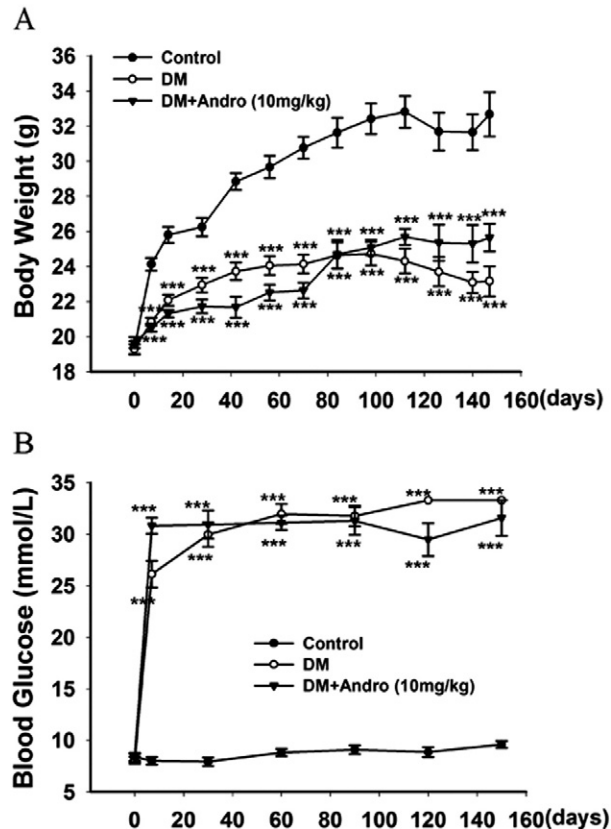 A
Control
DM
DM+Andro (10mg/kg)
Body Weight (g)
36
34
32
30
28
26
24
22
20
18
*** *** *** *** *** *** *** *** *** *** ***
*** *** *** *** *** *** *** *** *** *** ***
0 20 40 60 80 100 120 140 160(days)
B
Blood Glucose (mmol/L)
35
30
25
20
15
10
5
*** *** *** *** *** ***
*** *** *** *** *** ***
Control
DM
DM+Andro (10mg/kg)
0 20 40 60 80 100 120 140 160(days)